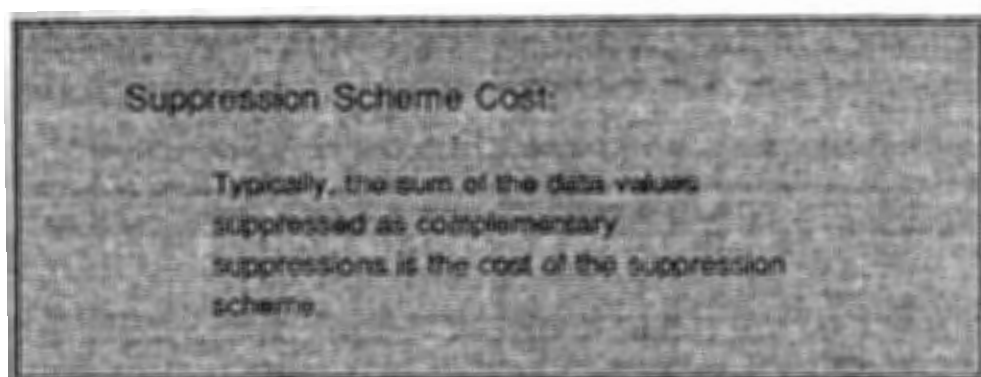 Suppression Scheme Cost:
Typically, the sum of the data values
suppressed as complementary
suppressions is the cost of the suppression
scheme.